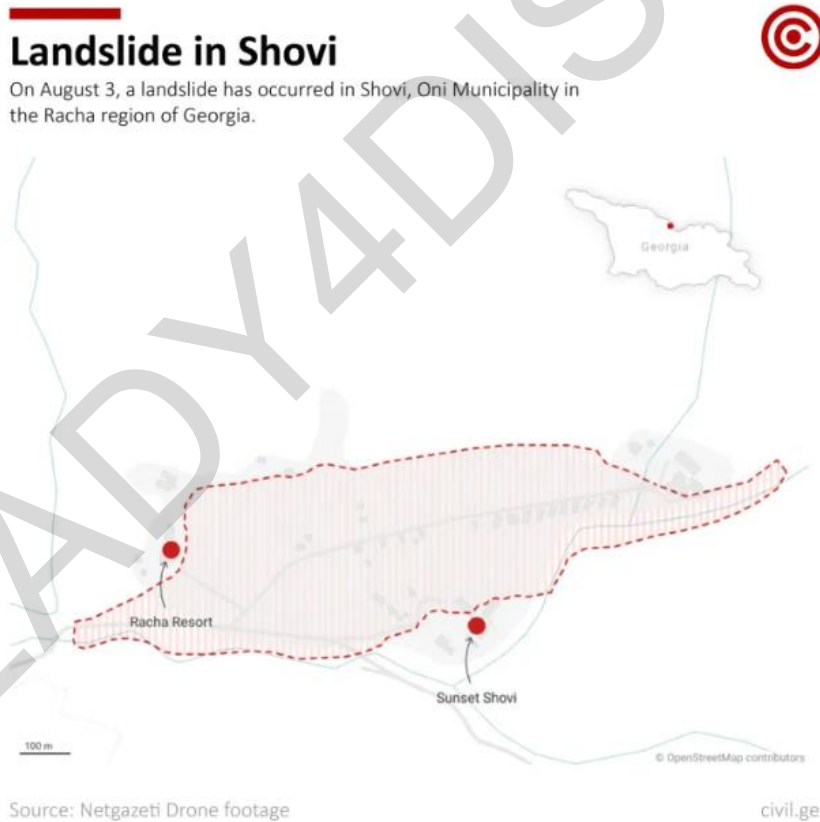 Landslide in Shovi
On August 3, a landslide has occurred in Shovi, Oni Municipality in
the Racha region of Georgia.
Georgia
Racha Resort
Sunset Shovi
100 m
© OpenStreetMap contributors
Source: Netgazeti Drone footage
civil.ge
LADY4DIS